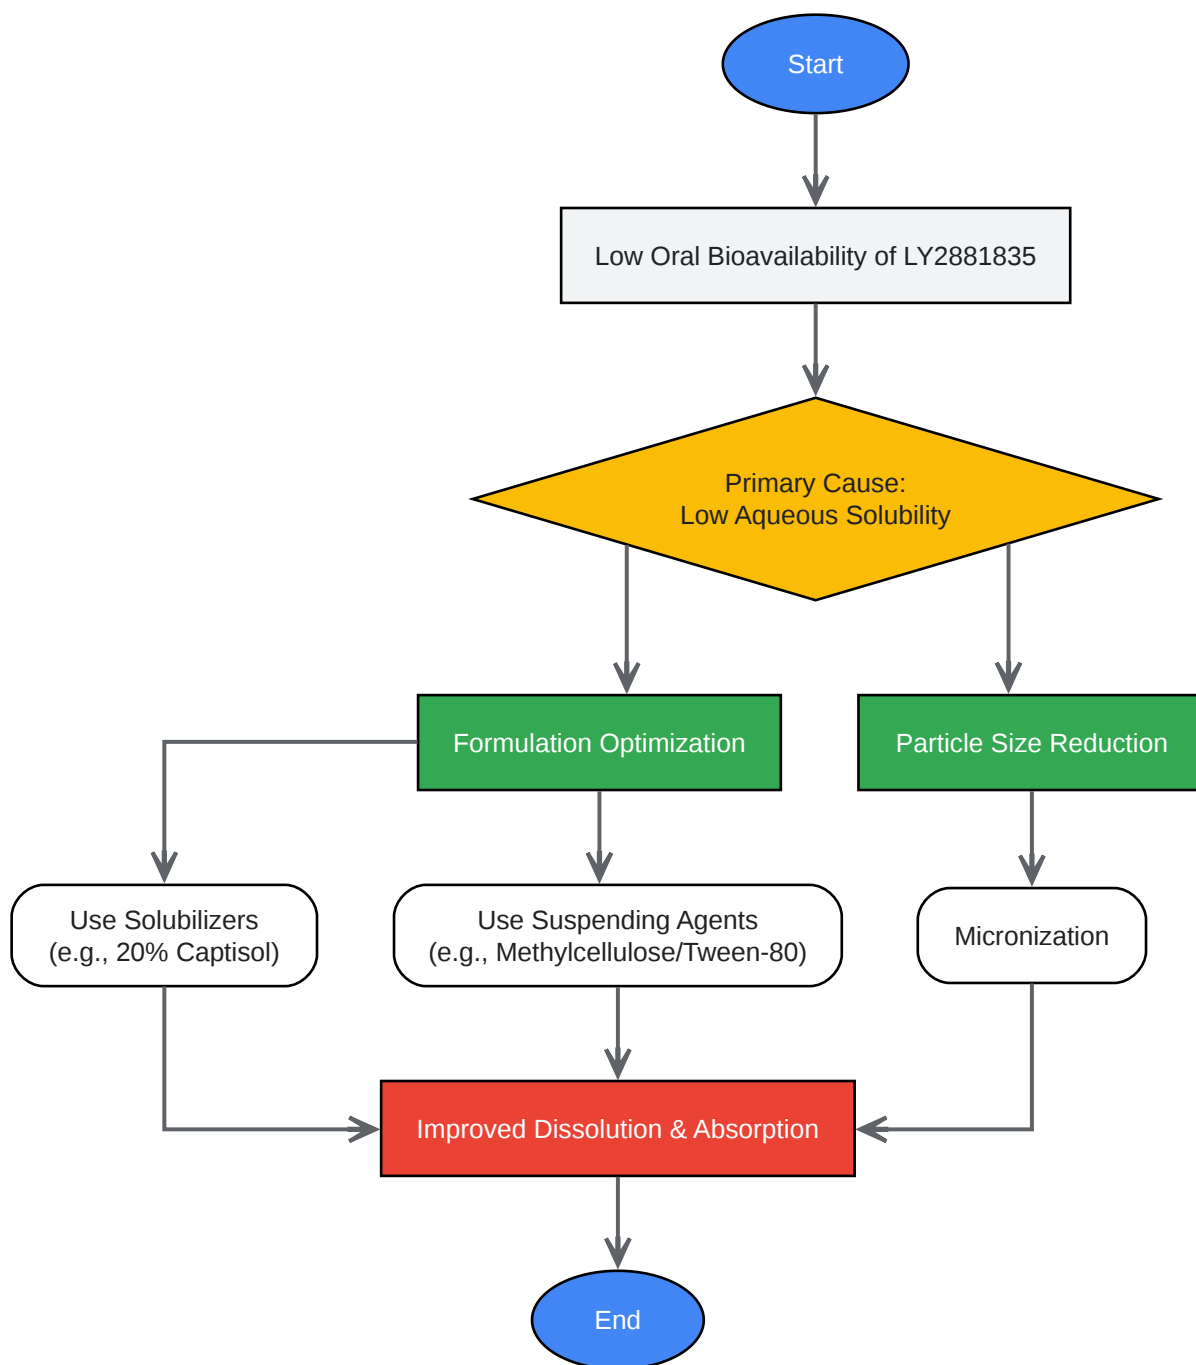 Start
Low Oral Bioavailability of LY2881835
Primary Cause:
Low Aqueous Solubility
Formulation Optimization
Particle Size Reduction
Use Solubilizers
(e.g., 20% Captisol)
Use Suspending Agents
(e.g., Methylcellulose/Tween-80)
Micronization
Improved Dissolution & Absorption
End